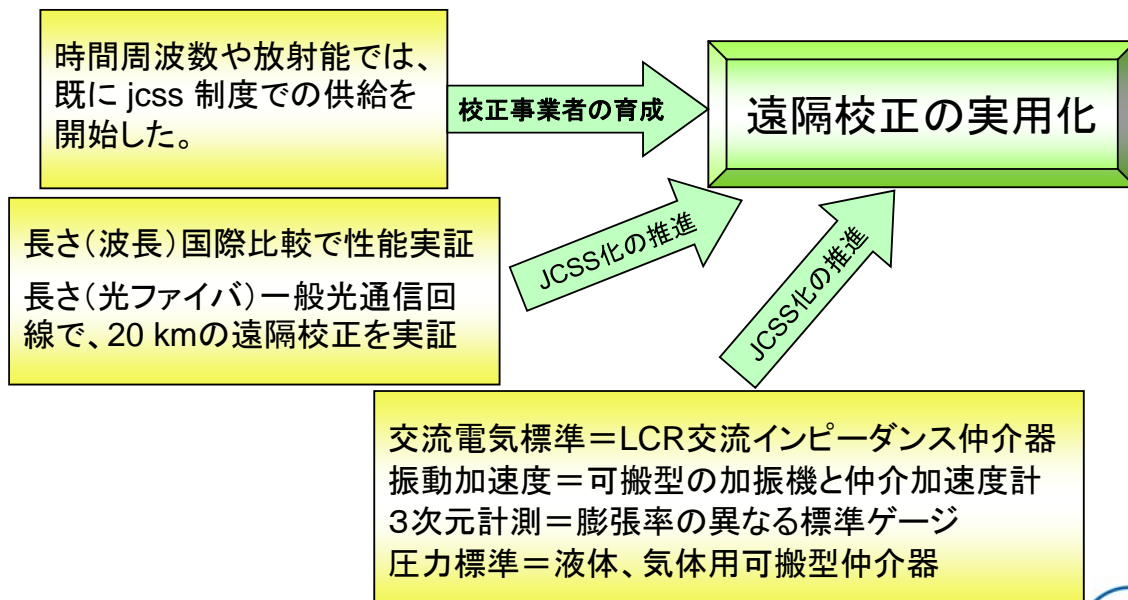 時間周波数や放射能では、
既に jcss 制度での供給を
開始した。
校正事業者の育成
遠隔校正の実用化
長さ(波長)国際比較で性能実証
長さ(光ファイバ)一般光通信回
線で、20 kmの遠隔校正を実証
JCSS化の推進
JCSS化の推進
交流電気標準=LCR交流インピーダンス仲介器
振動加速度=可搬型の加振機と仲介加速度計
3次元計測=膨張率の異なる標準ゲージ
圧力標準=液体、気体用可搬型仲介器